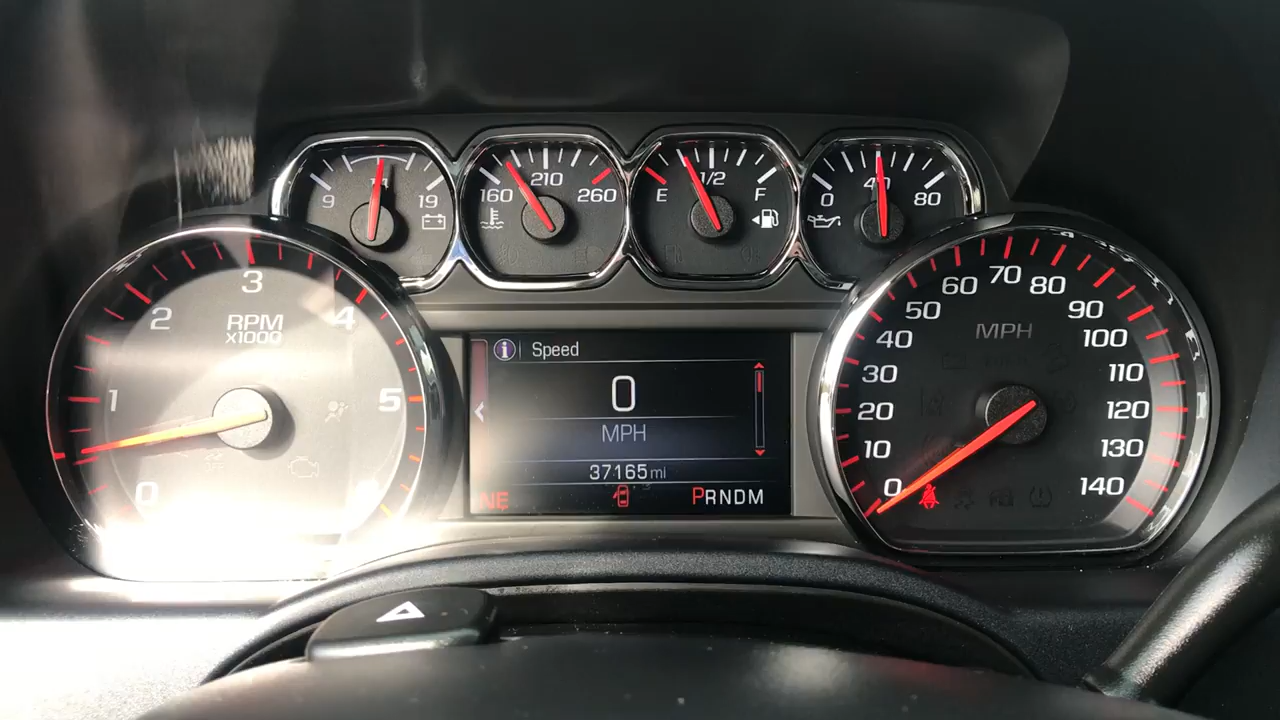 9 14 19
160 210 260
E 1/2 F
0 40 80
0 1 2 3 4 5
RPM
x1000
Speed
0
MPH
37165 mi
NE
PRNDM
0 10 20 30 40 50 60 70 80 90 100 110 120 130 140
MPH